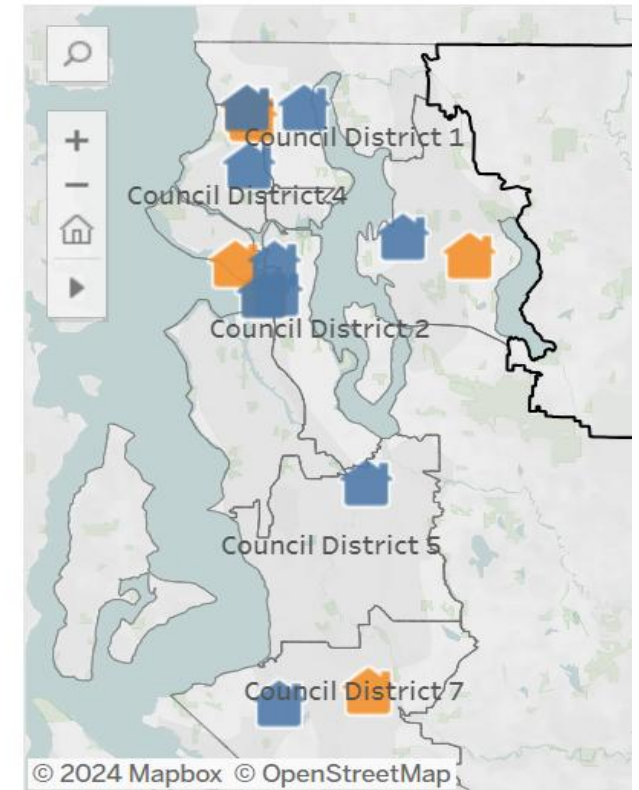 Council District 1
Council District 4
Council District 2
Council District 5
Council District 7
© 2024 Mapbox © OpenStreetMap